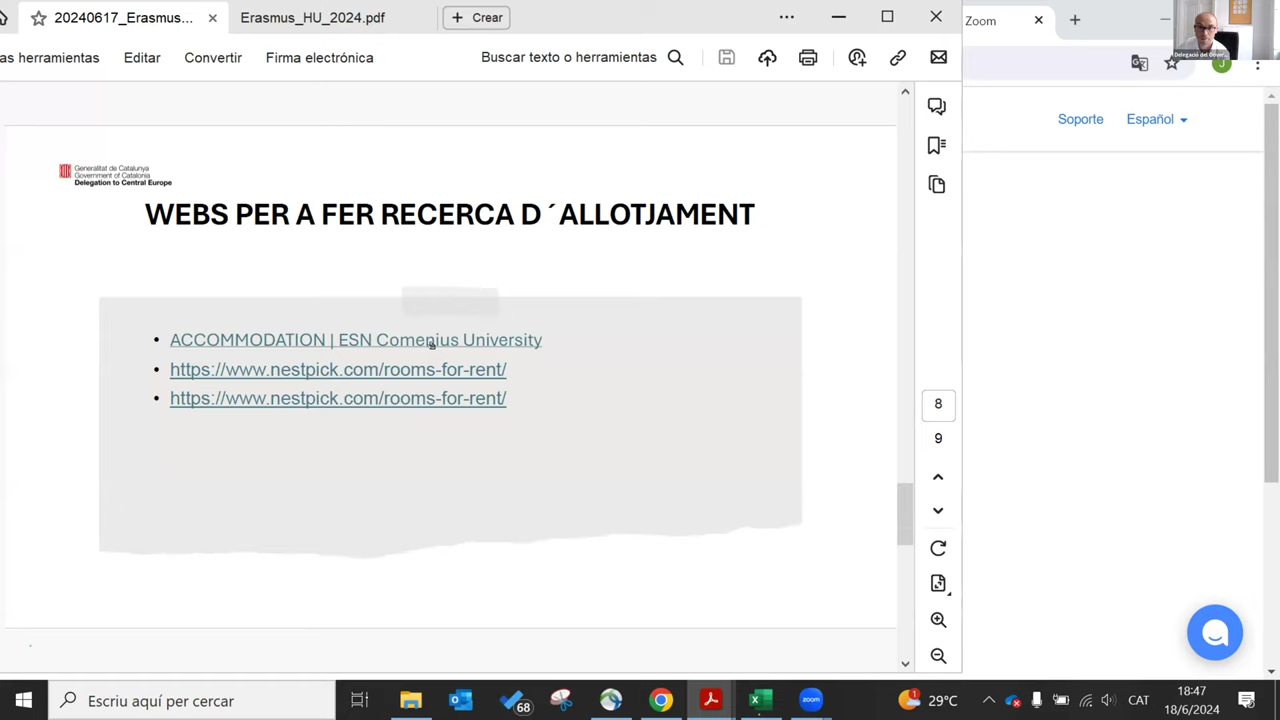 20240617_Erasmus...
Erasmus_HU_2024.pdf
Crear
Zoom
as herramientas
Editar
Convertir
Firma electrónica
Buscar texto o herramientas
J
Soporte
Español
Generalitat de Catalunya
Government of Catalonia
Delegation to Central Europe
WEBS PER A FER RECERCA D ´ALLOTJAMENT
• ACCOMMODATION | ESN Comenius University
• https://www.nestpick.com/rooms-for-rent/
• https://www.nestpick.com/rooms-for-rent/
8
9
Escriu aquí per cercar
68
zoom
1
29°C
CAT
18:47
18/6/2024